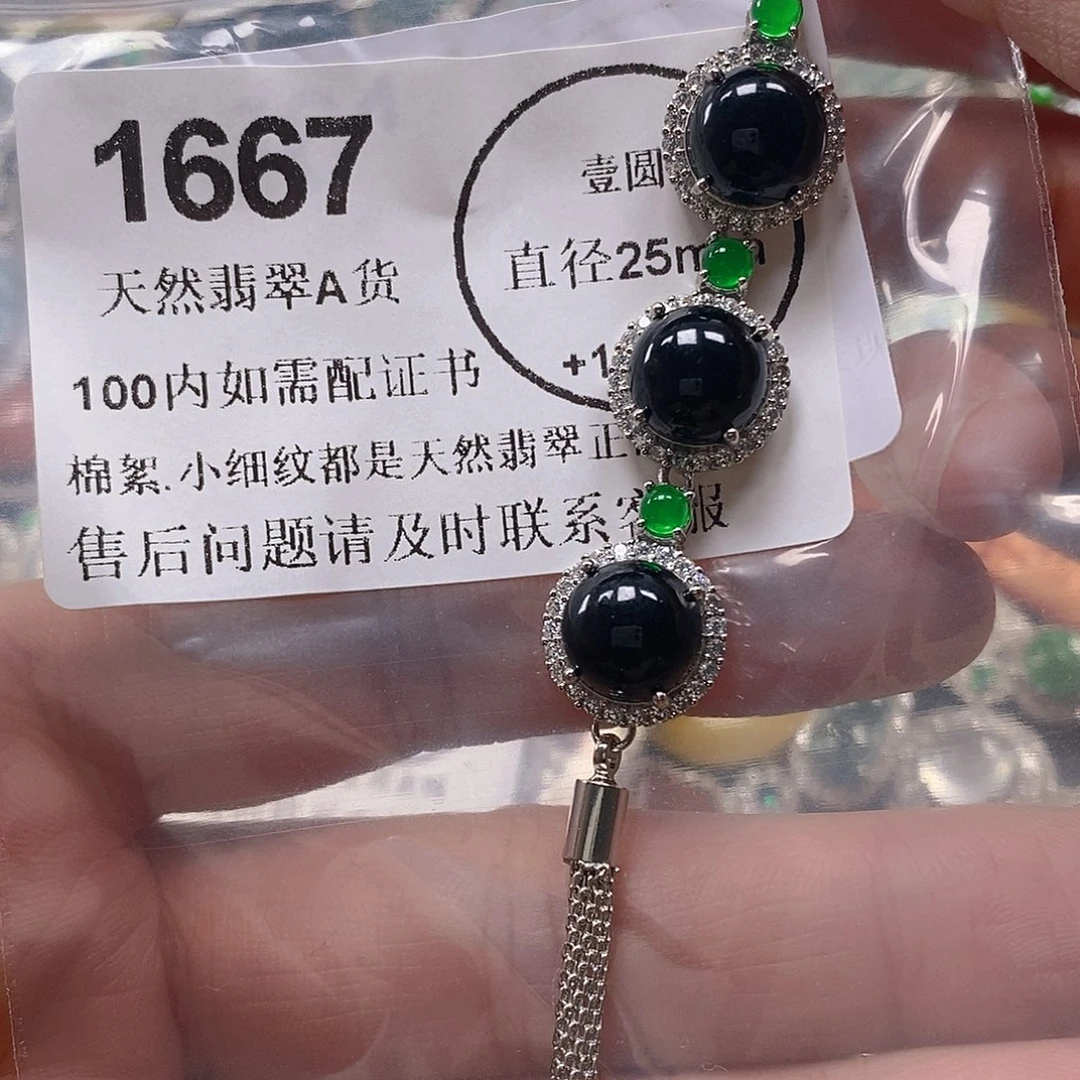 1667
天然翡翠A货
100内如需配证书
棉絮.小细纹都是天然翡翠正
售后问题请及时联系客服
壹圆
直径25mm
+1